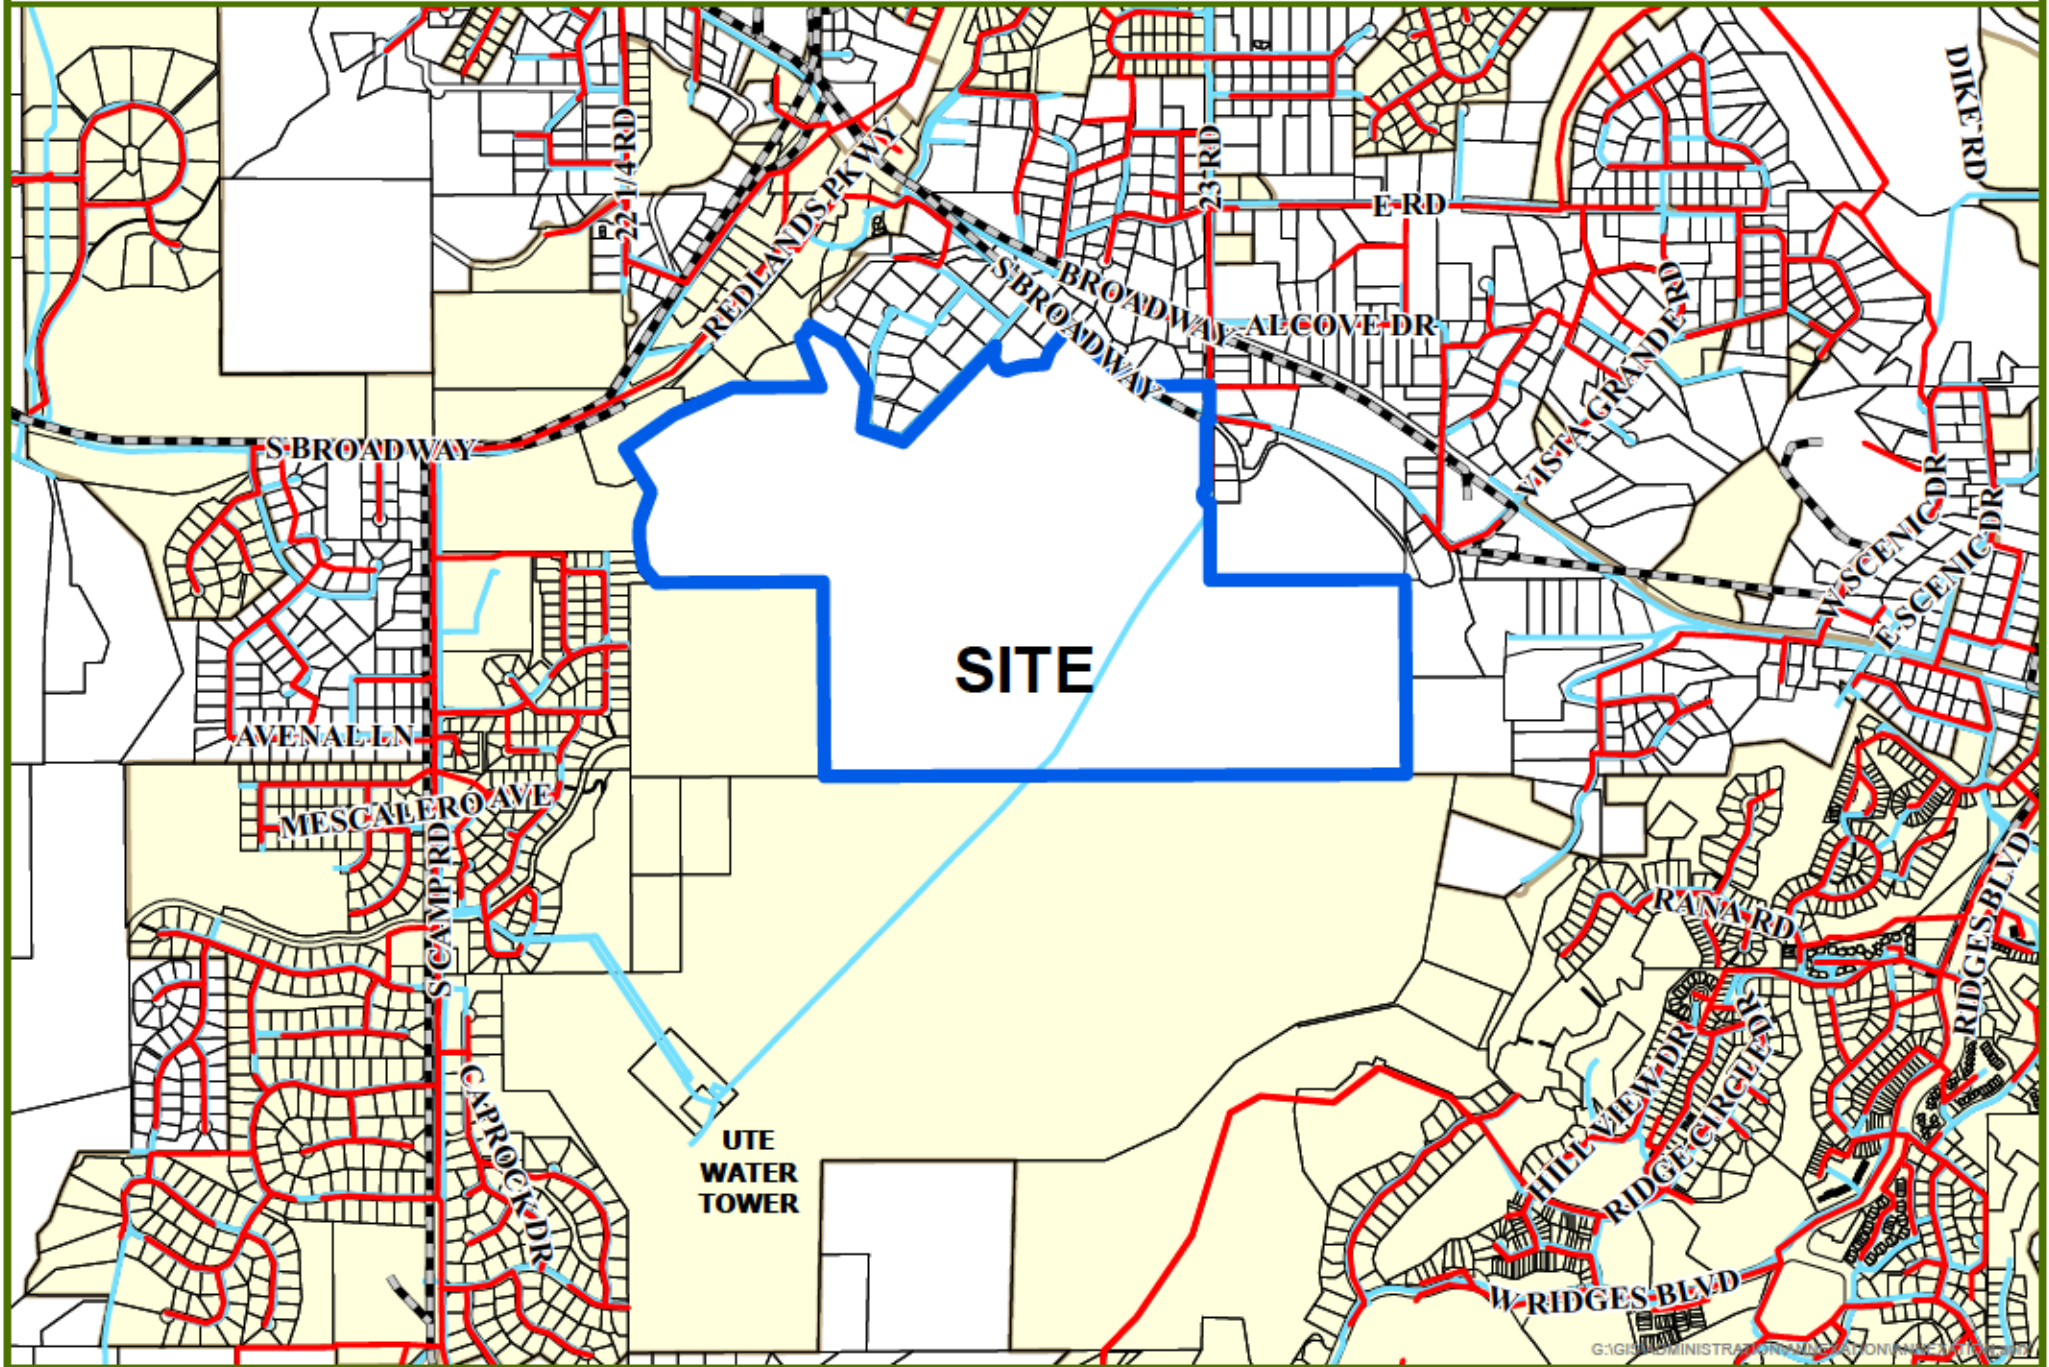 DIKE RD
22 1/4 RD
23 RD
REDLANDS PKWY
E RD
S BROADWAY
BROADWAY
ALCOVE DR
VISTA GRANDE RD
S BROADWAY
W SCENIC DR
E SCENIC DR
SITE
AVENAL LN
MESCALERO AVE
S CAMP RD
RANA RD
RIDGES BLVD
HILL VIEW DR
RIDGE CIRCLE DR
CAPROCK DR
UTE
WATER
TOWER
W RIDGES BLVD